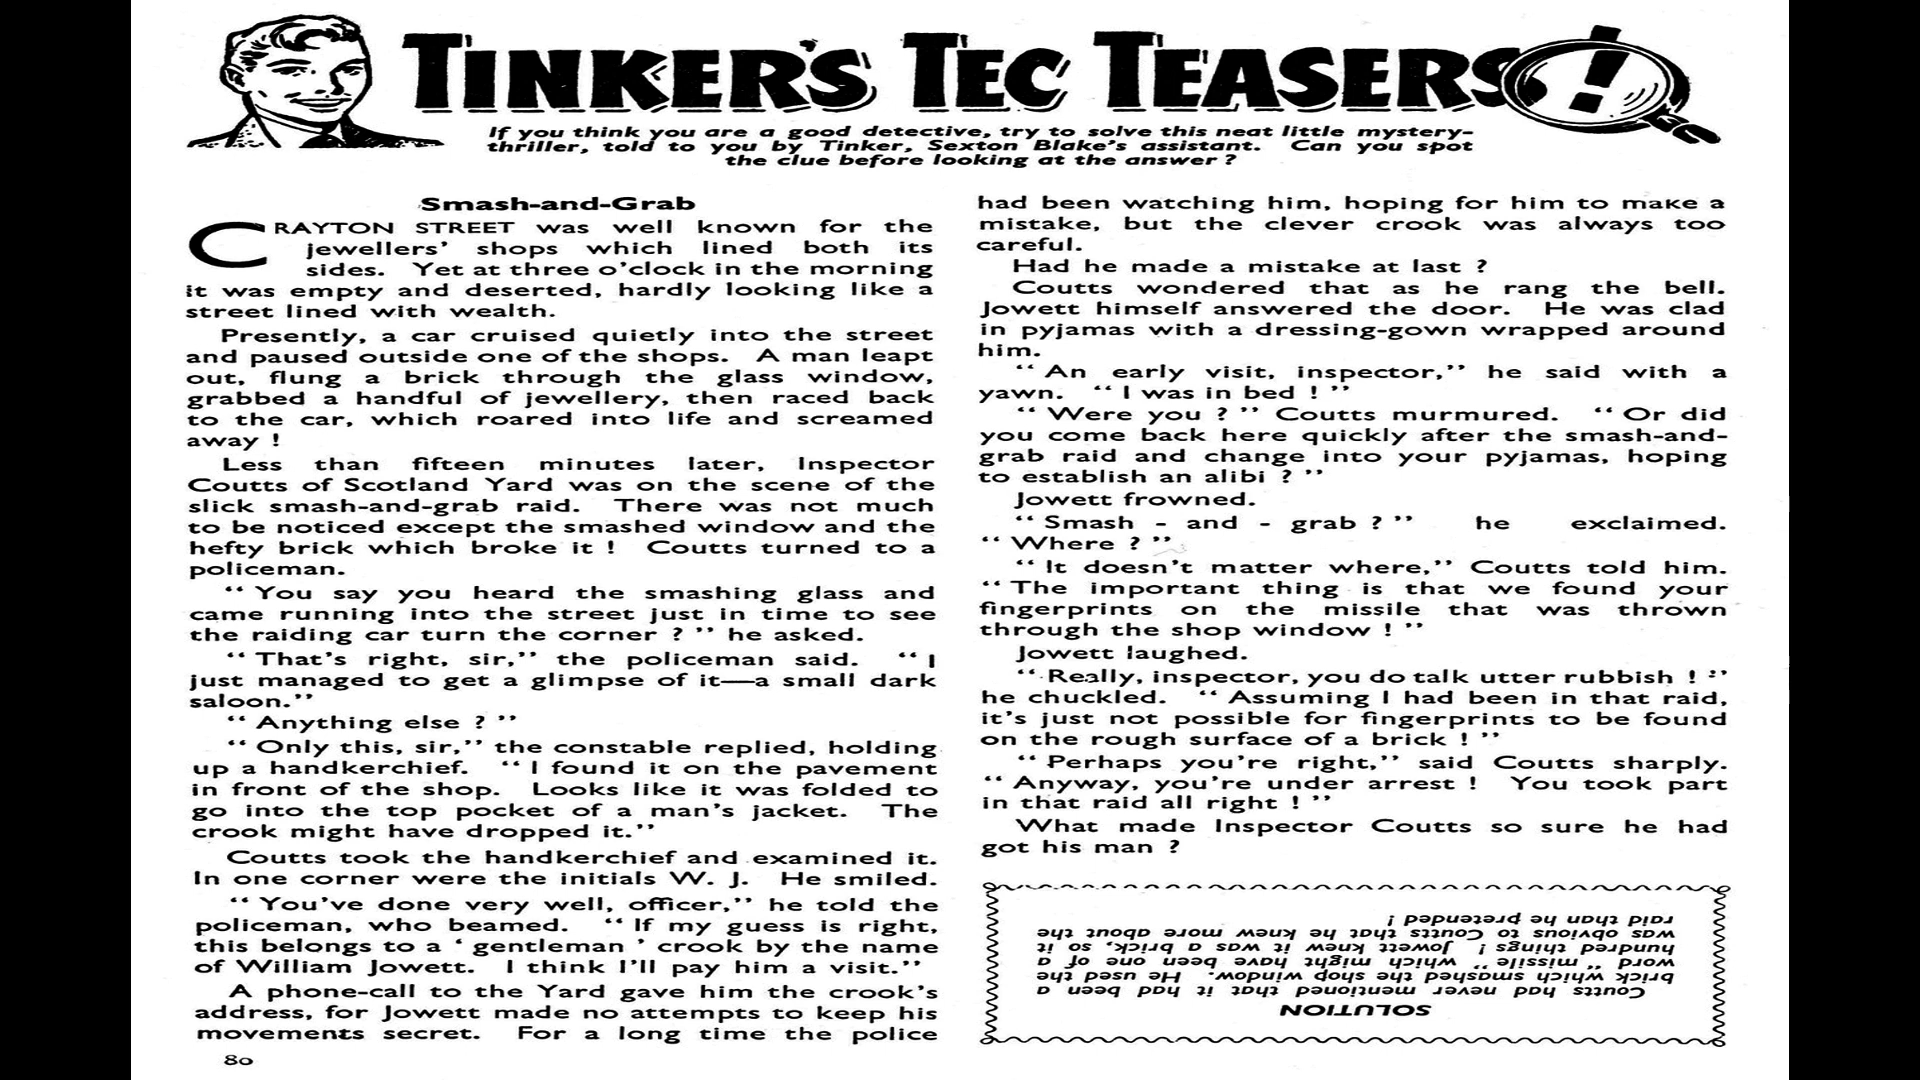 TINKER'S TEC TEASERS!
If you think you are a good detective, try to solve this neat little mystery-
thriller, told to you by Tinker, Sexton Blake's assistant. Can you spot
the clue before looking at the answer ?
Smash-and-Grab
CRAYTON STREET was well known for the
jewellers' shops which lined both its
sides. Yet at three o'clock in the morning
it was empty and deserted, hardly looking like a
street lined with wealth.
Presently, a car cruised quietly into the street
and paused outside one of the shops. A man leapt
out, flung a brick through the glass window,
grabbed a handful of jewellery, then raced back
to the car, which roared into life and screamed
away !
Less than fifteen minutes later, Inspector
Coutts of Scotland Yard was on the scene of the
slick smash-and-grab raid. There was not much
to be noticed except the smashed window and the
hefty brick which broke it ! Coutts turned to a
policeman.
“ You say you heard the smashing glass and
came running into the street just in time to see
the raiding car turn the corner ? ” he asked.
“ That's right, sir,” the policeman said. “ I
just managed to get a glimpse of it—a small dark
saloon.”
“ Anything else ? ”
“ Only this, sir,” the constable replied, holding
up a handkerchief. “ I found it on the pavement
in front of the shop. Looks like it was folded to
go into the top pocket of a man's jacket. The
crook might have dropped it.”
Coutts took the handkerchief and examined it.
In one corner were the initials W. J. He smiled.
“ You've done very well, officer,” he told the
policeman, who beamed. “ If my guess is right,
this belongs to a ‘ gentleman ’ crook by the name
of William Jowett. I think I'll pay him a visit.”
A phone-call to the Yard gave him the crook's
address, for Jowett made no attempts to keep his
movements secret. For a long time the police
80
had been watching him, hoping for him to make a
mistake, but the clever crook was always too
careful.
Had he made a mistake at last ?
Coutts wondered that as he rang the bell.
Jowett himself answered the door. He was clad
in pyjamas with a dressing-gown wrapped around
him.
“ An early visit, inspector,” he said with a
yawn. “ I was in bed ! ”
“ Were you ? ” Coutts murmured. “ Or did
you come back here quickly after the smash-and-
grab raid and change into your pyjamas, hoping
to establish an alibi ? ”
Jowett frowned.
“ Smash - and - grab ? ” he exclaimed.
“ Where ? ”
“ It doesn't matter where,” Coutts told him.
“ The important thing is that we found your
fingerprints on the missile that was thrown
through the shop window ! ”
Jowett laughed.
“ Really, inspector, you do talk utter rubbish ! ”
he chuckled. “ Assuming I had been in that raid,
it's just not possible for fingerprints to be found
on the rough surface of a brick ! ”
“ Perhaps you're right,” said Coutts sharply.
“ Anyway, you're under arrest ! You took part
in that raid all right ! ”
What made Inspector Coutts so sure he had
got his man ?
SOLUTION
Coutts had never mentioned that it had been a
brick which smashed the shop window. He used the
word “ missile ” which might have been one of a
hundred things ! Jowett knew it was a brick, so it
was obvious to Coutts that he knew more about the
raid than he pretended !